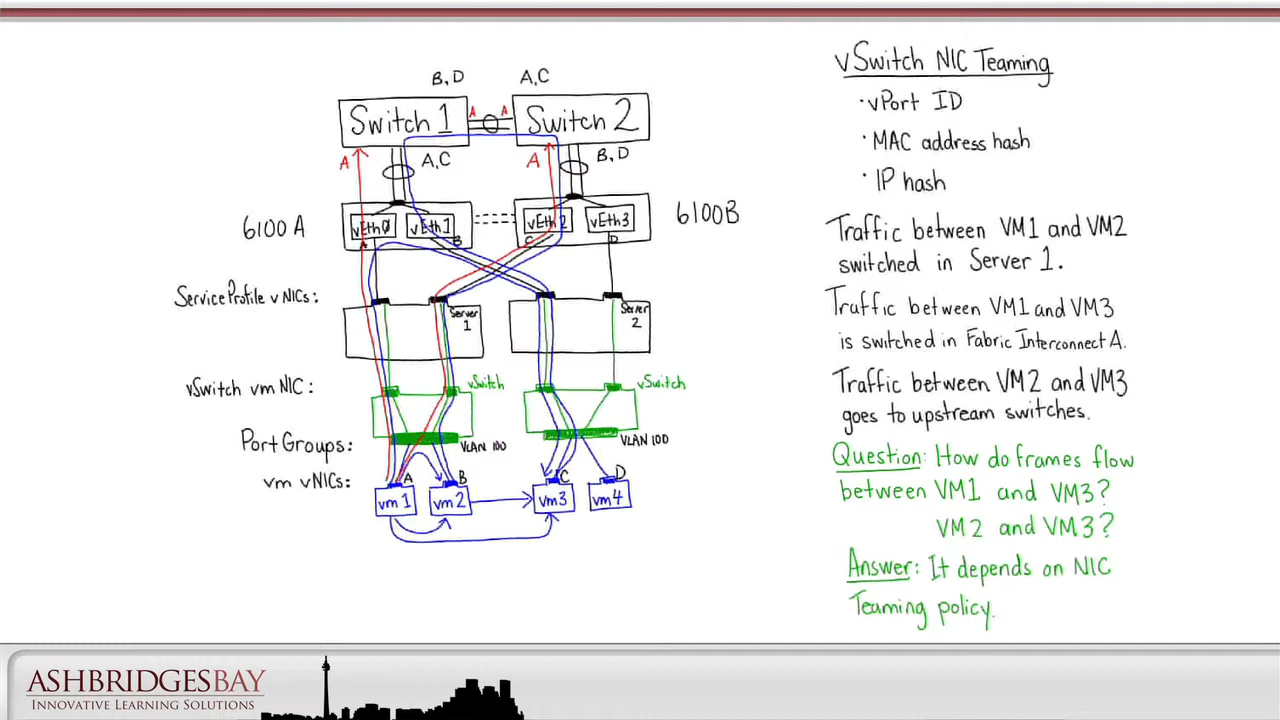 B, D
A,C
Switch 1
A
A
Switch 2
A
A,C
A
B, D
6100 A
vEth0
vEth1
vEth2
vEth3
6100B
A
B
C
D
Service Profile vNICs:
Server
1
Server
2
vSwitch vm NIC:
vSwitch
vSwitch
Port Groups:
VLAN 100
VLAN 100
vm vNICs:
A
B
C
D
vm 1
vm 2
vm3
vm4
vSwitch NIC Teaming
· vPort ID
· MAC address hash
· IP hash
Traffic between VM1 and VM2
switched in Server 1.
Traffic between VM1 and VM3
is switched in Fabric Interconnect A.
Traffic between VM2 and VM3
goes to upstream switches.
Question: How do frames flow
between VM1 and VM3?
VM2 and VM3?
Answer: It depends on NIC
Teaming policy.
ASHBRIDGESBAY
INNOVATIVE LEARNING SOLUTIONS